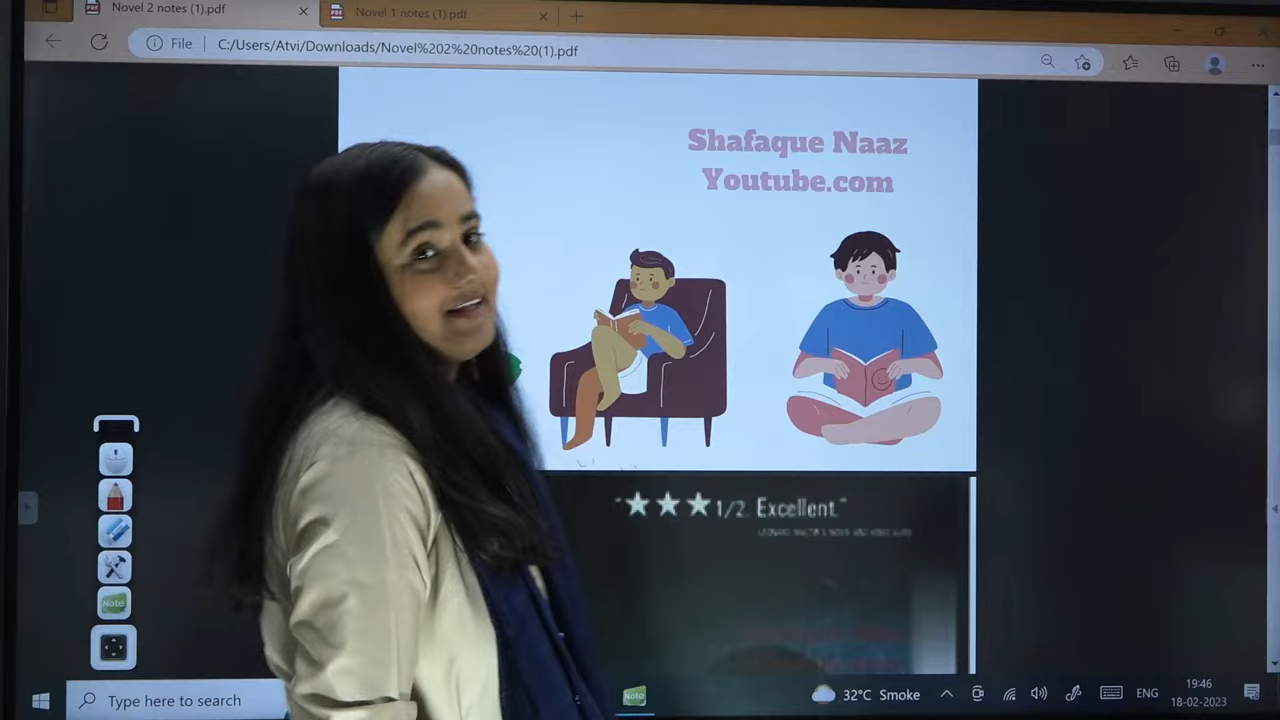 Novel 2 notes (1).pdf
Novel 1 notes (1).pdf
File
C:/Users/Atvi/Downloads/Novel%202%20notes%20(1).pdf
Shafaque Naaz
Youtube.com
"★★★1/2. Excellent."
Note
Type here to search
Note
32°C Smoke
ENG
19:46
18-02-2023